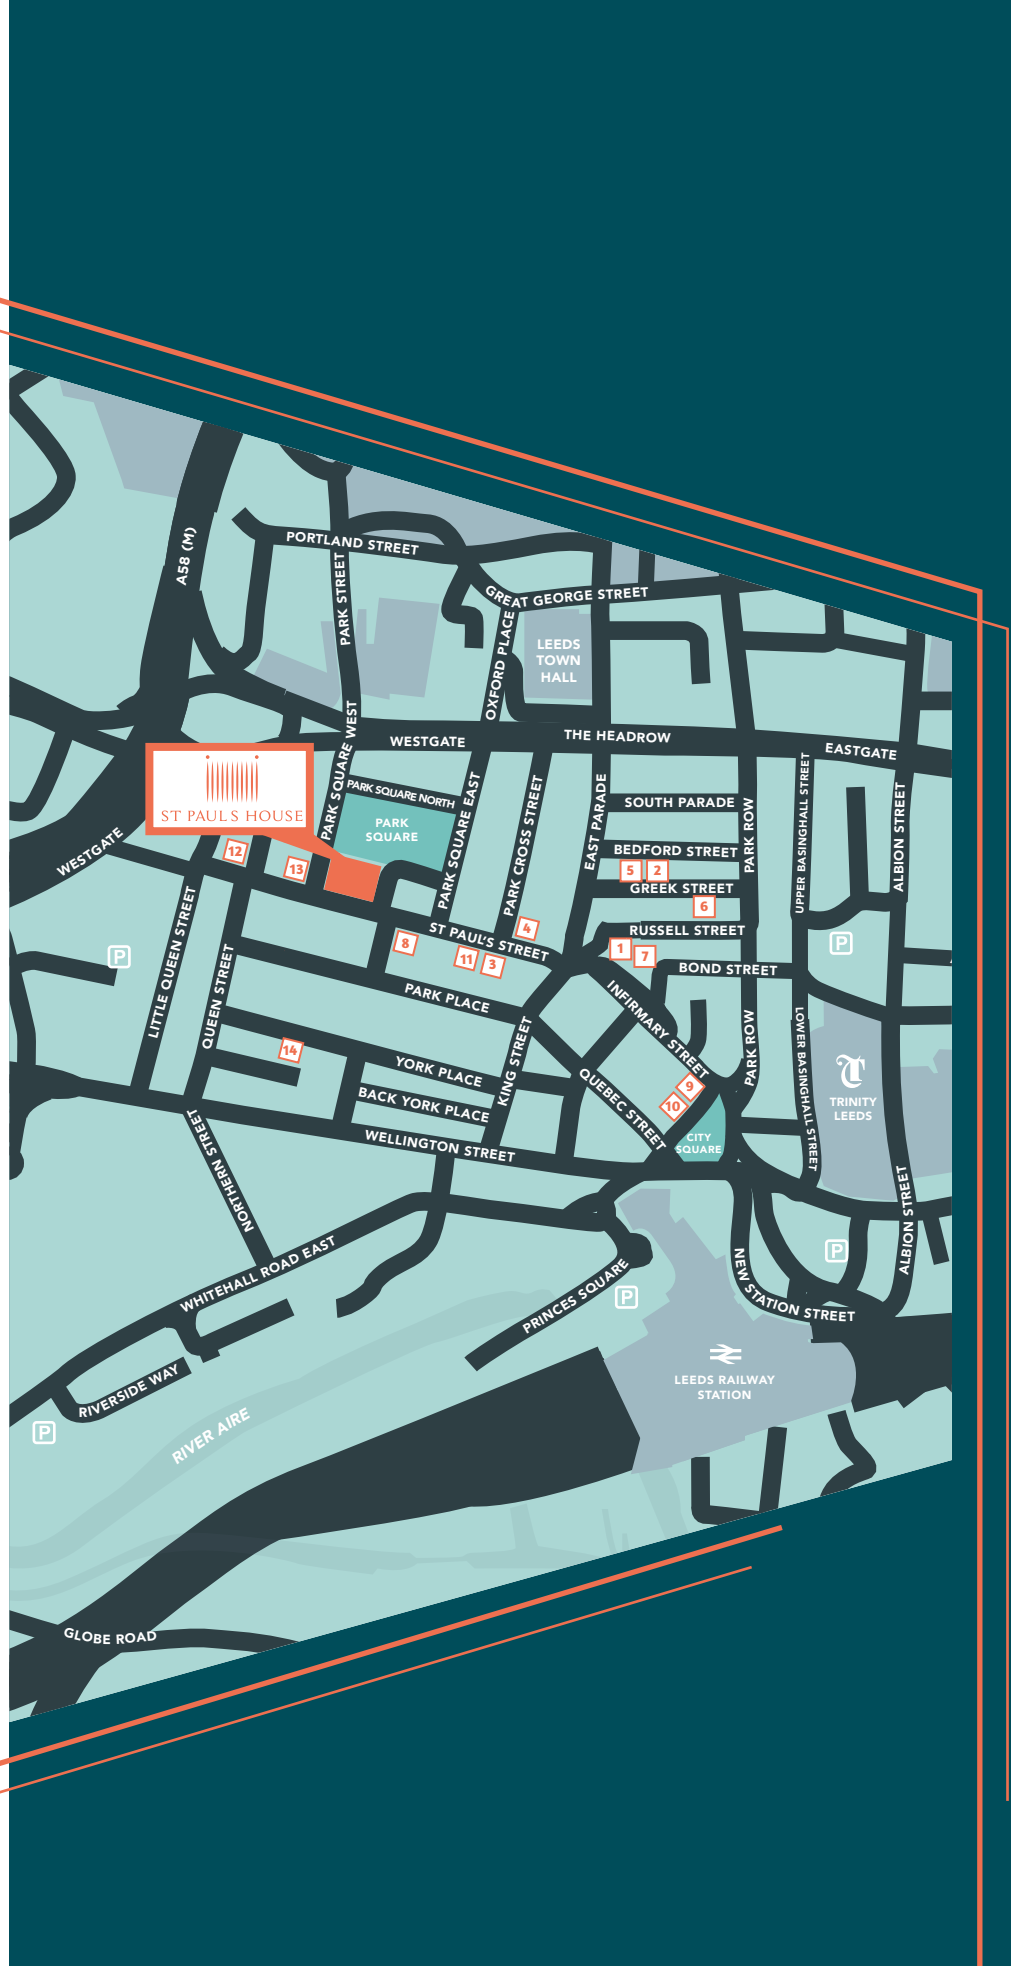 A58 (M)
PORTLAND STREET
PARK STREET
GREAT GEORGE STREET
OXFORD PLACE
LEEDS
TOWN
HALL
WESTGATE
THE HEADROW
EASTGATE
PARK SQUARE WEST
PARK SQUARE NORTH
PARK
SQUARE
PARK SQUARE EAST
PARK CROSS STREET
EAST PARADE
SOUTH PARADE
PARK ROW
UPPER BASINGHALL STREET
ALBION STREET
ST PAULS HOUSE
WESTGATE
12
13
BEDFORD STREET
5
2
GREEK STREET
6
RUSSELL STREET
4
8
ST PAUL'S STREET
11
3
1
7
P
P
BOND STREET
LITTLE QUEEN STREET
QUEEN STREET
PARK PLACE
INFIRMARY STREET
14
YORK PLACE
KING STREET
PARK ROW
LOWER BASINGHALL STREET
T
TRINITY
LEEDS
BACK YORK PLACE
QUEBEC STREET
9
10
CITY
SQUARE
WELLINGTON STREET
NORTHERN STREET
ALBION STREET
WHITEHALL ROAD EAST
PRINCES SQUARE
P
P
NEW STATION STREET
RIVERSIDE WAY
P
RIVER AIRE
LEEDS RAILWAY
STATION
GLOBE ROAD